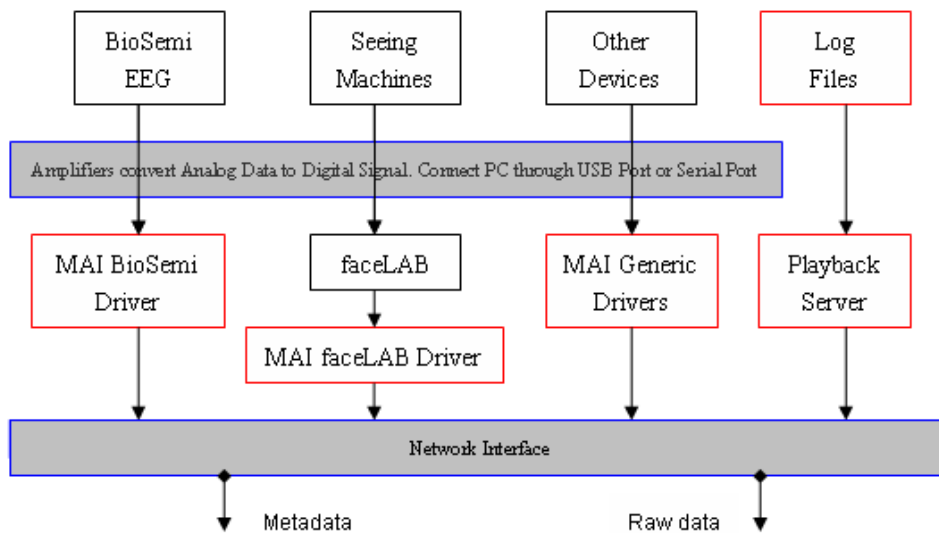 BioSemi
EEG
Seeing
Machines
Other
Devices
Log
Files
Amplifiers convert Analog Data to Digital Signal. Connect PC through USB Port or Serial Port
MAI BioSemi
Driver
faceLAB
MAI Generic
Drivers
Playback
Server
MAI faceLAB Driver
Network Interface
Metadata
Raw data